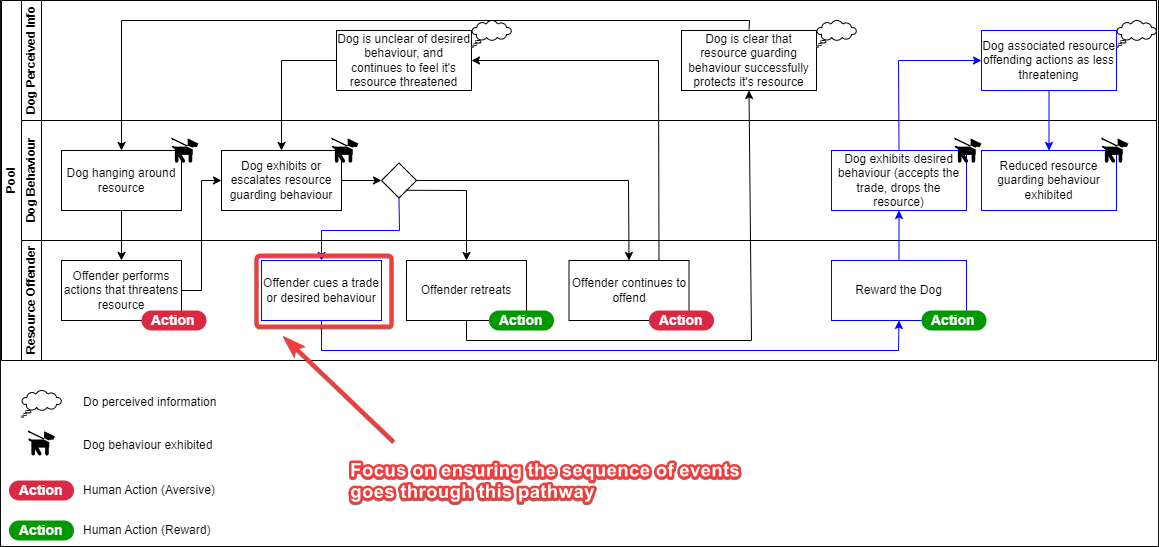 Pool
Dog Perceived Info
Dog is unclear of desired
behaviour, and
continues to feel it's
resource threatened
Dog is clear that
resource guarding
behaviour successfully
protects it's resource
Dog associated resource
offending actions as less
threatening
Dog Behaviour
Dog hanging around
resource
Dog exhibits or
escalates resource
guarding behaviour
Dog exhibits desired
behaviour (accepts the
trade, drops the
resource)
Reduced resource
guarding behaviour
exhibited
Resource Offender
Offender performs
actions that threatens
resource
Action
Offender cues a trade
or desired behaviour
Offender retreats
Action
Offender continues to
offend
Action
Reward the Dog
Action
Do perceived information
Dog behaviour exhibited
Action Human Action (Aversive)
Action Human Action (Reward)
Focus on ensuring the sequence of events
goes through this pathway